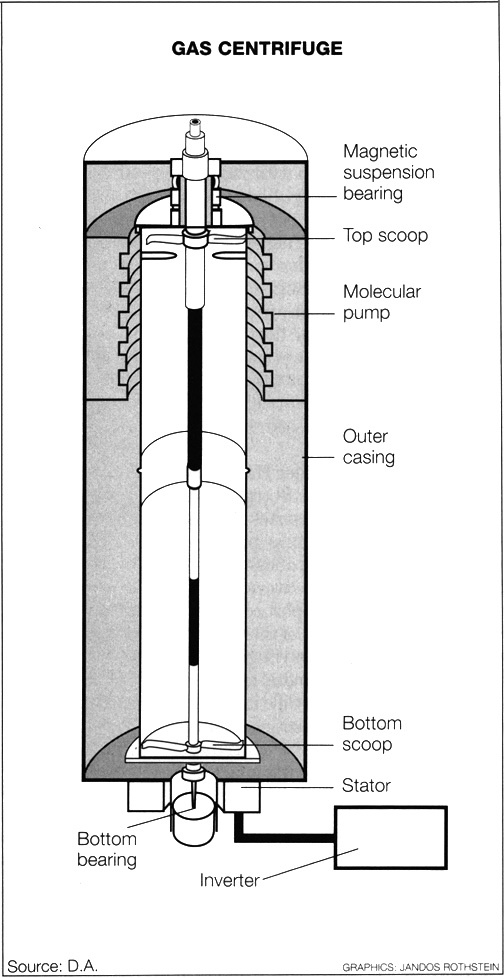 GAS CENTRIFUGE
Magnetic
suspension
bearing
Top scoop
Molecular
pump
Outer
casing
Bottom
scoop
Stator
Bottom
bearing
Inverter
Source: D.A.
GRAPHICS: JANDOS ROTHSTEIN